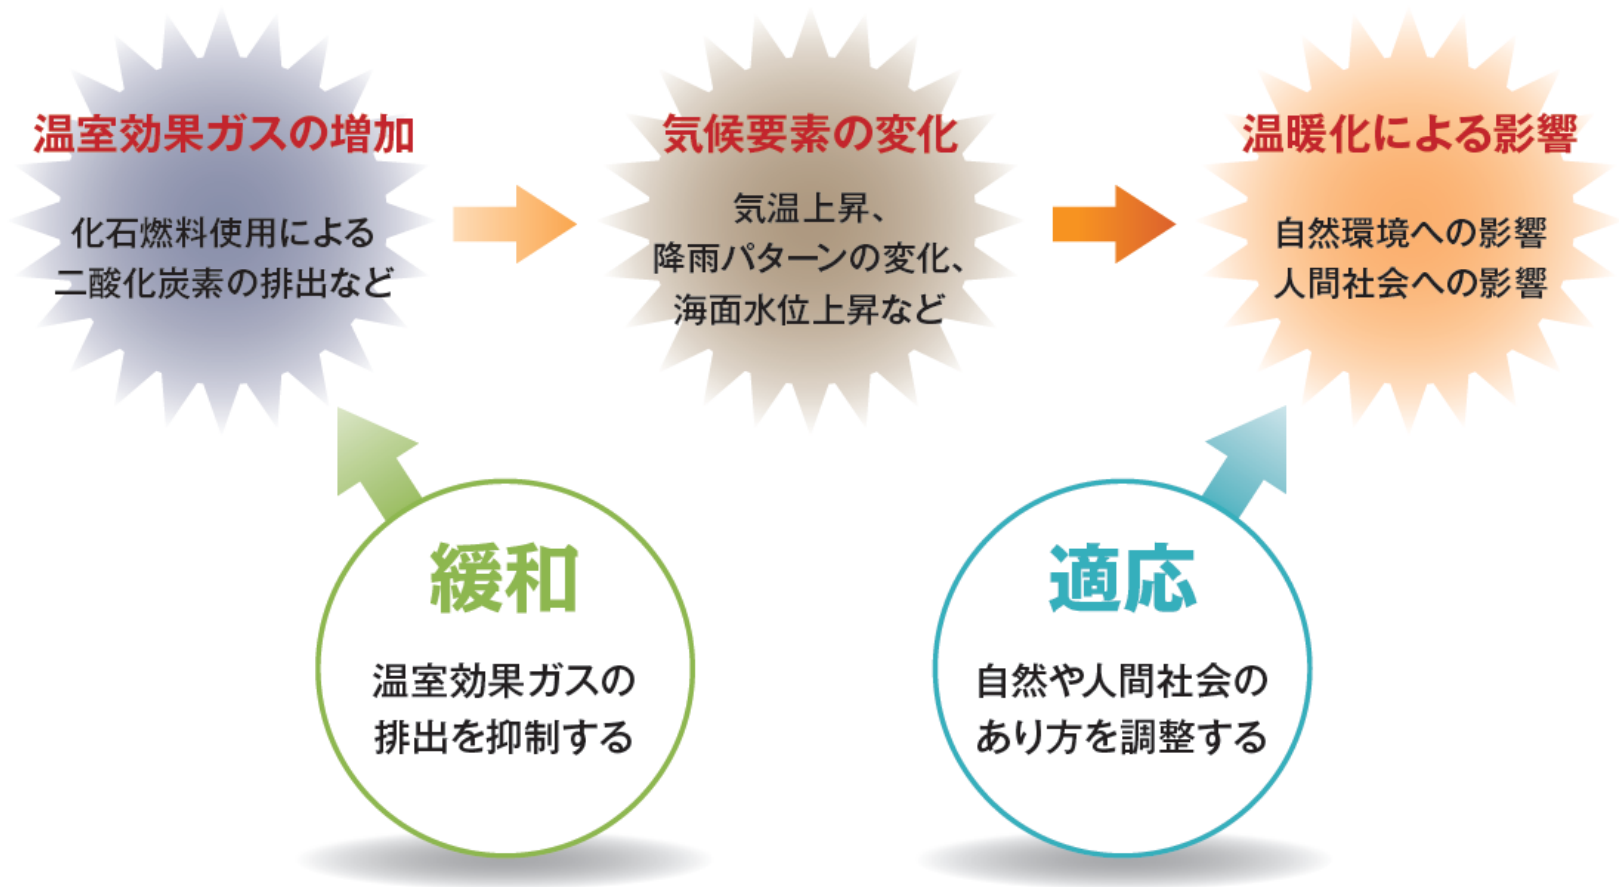 温室効果ガスの増加
化石燃料使用による
二酸化炭素の排出など
気候要素の変化
気温上昇、
降雨パターンの変化、
海面水位上昇など
温暖化による影響
自然環境への影響
人間社会への影響
緩和
温室効果ガスの
排出を抑制する
適応
自然や人間社会の
あり方を調整する